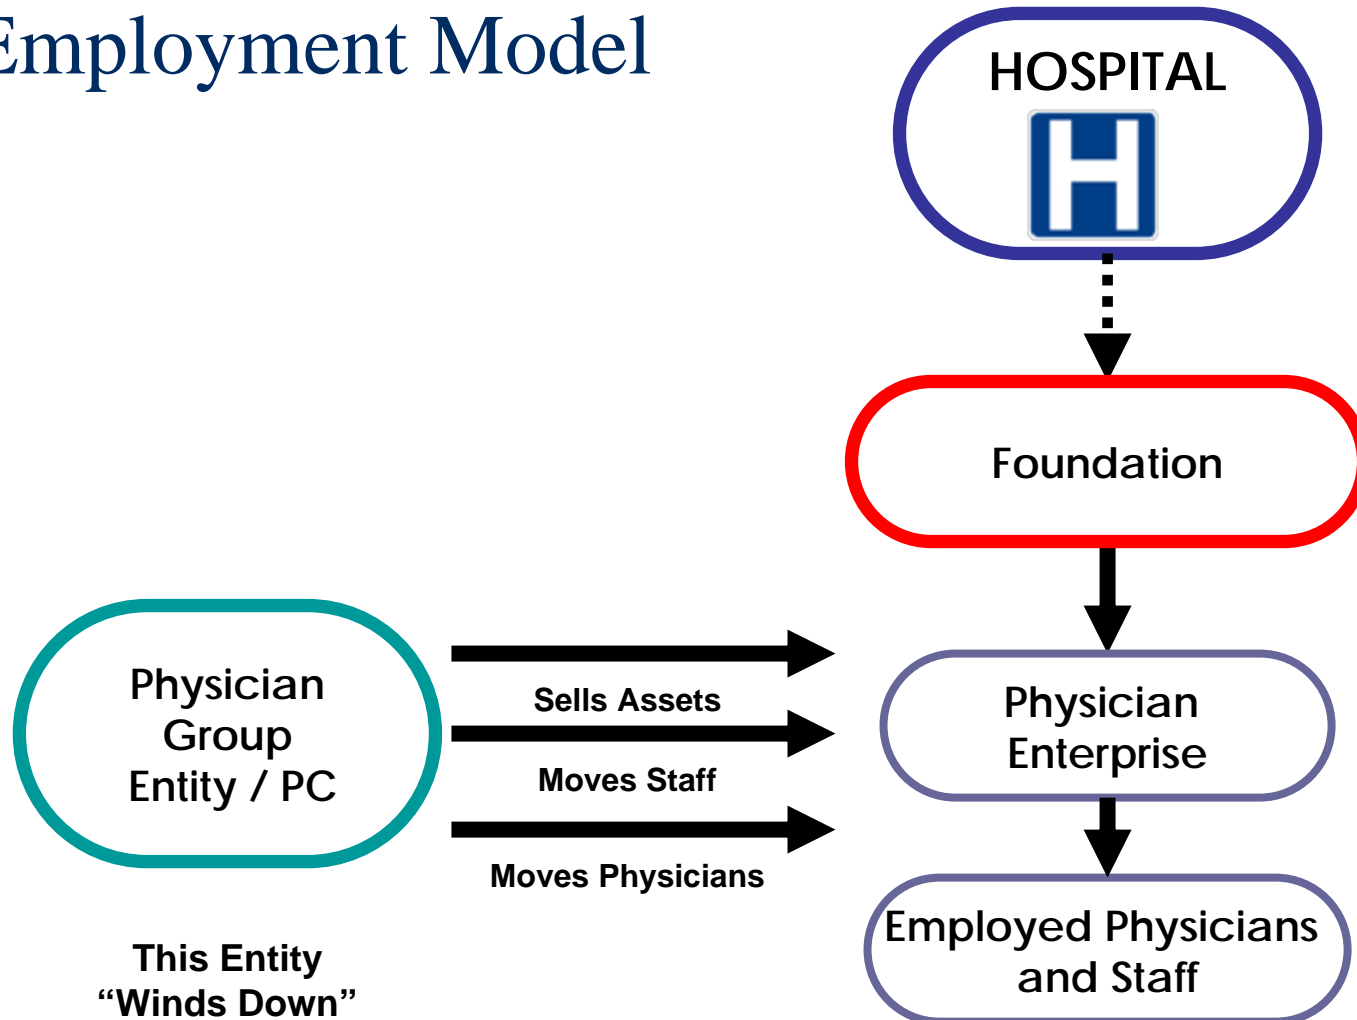 Employment Model
HOSPITAL
H
Foundation
Physician
Group
Entity / PC
Sells Assets
Moves Staff
Moves Physicians
Physician
Enterprise
Employed Physicians
and Staff
This Entity
“Winds Down”